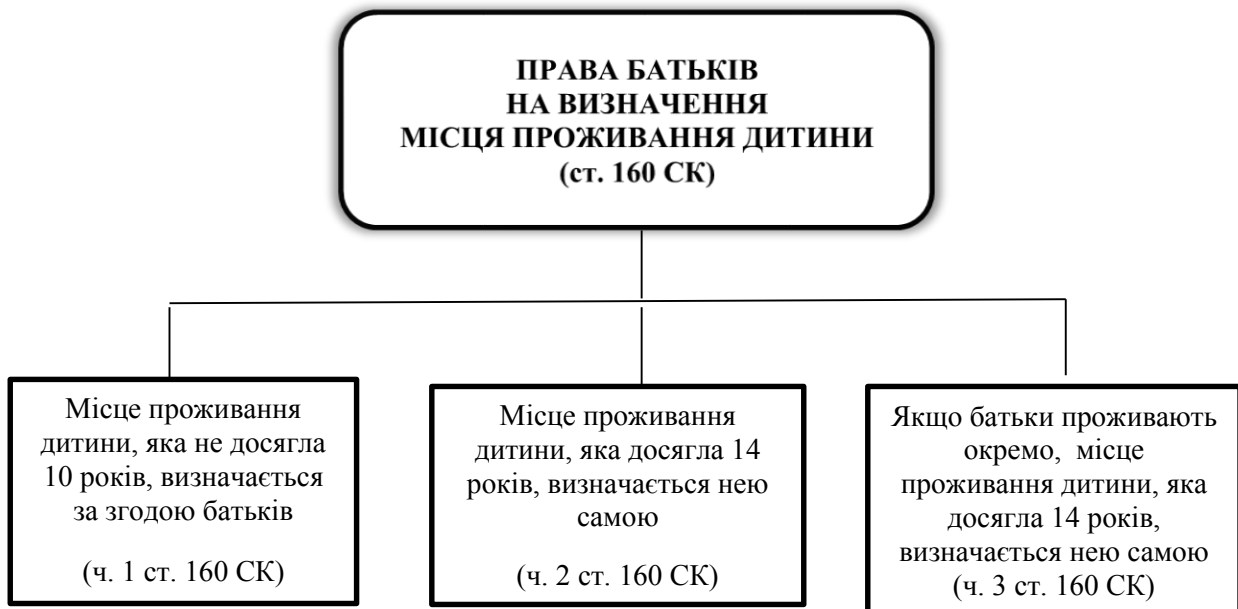 ПРАВА БАТЬКІВ
НА ВИЗНАЧЕННЯ
МІСЦЯ ПРОЖИВАННЯ ДИТИНИ
(ст. 160 СК)
Місце проживання
дитини, яка не досягла
10 років, визначається
за згодою батьків
(ч. 1 ст. 160 СК)
Місце проживання
дитини, яка досягла 14
років, визначається нею
самою
(ч. 2 ст. 160 СК)
Якщо батьки проживають
окремо, місце
проживання дитини, яка
досягла 14 років,
визначається нею самою
(ч. 3 ст. 160 СК)